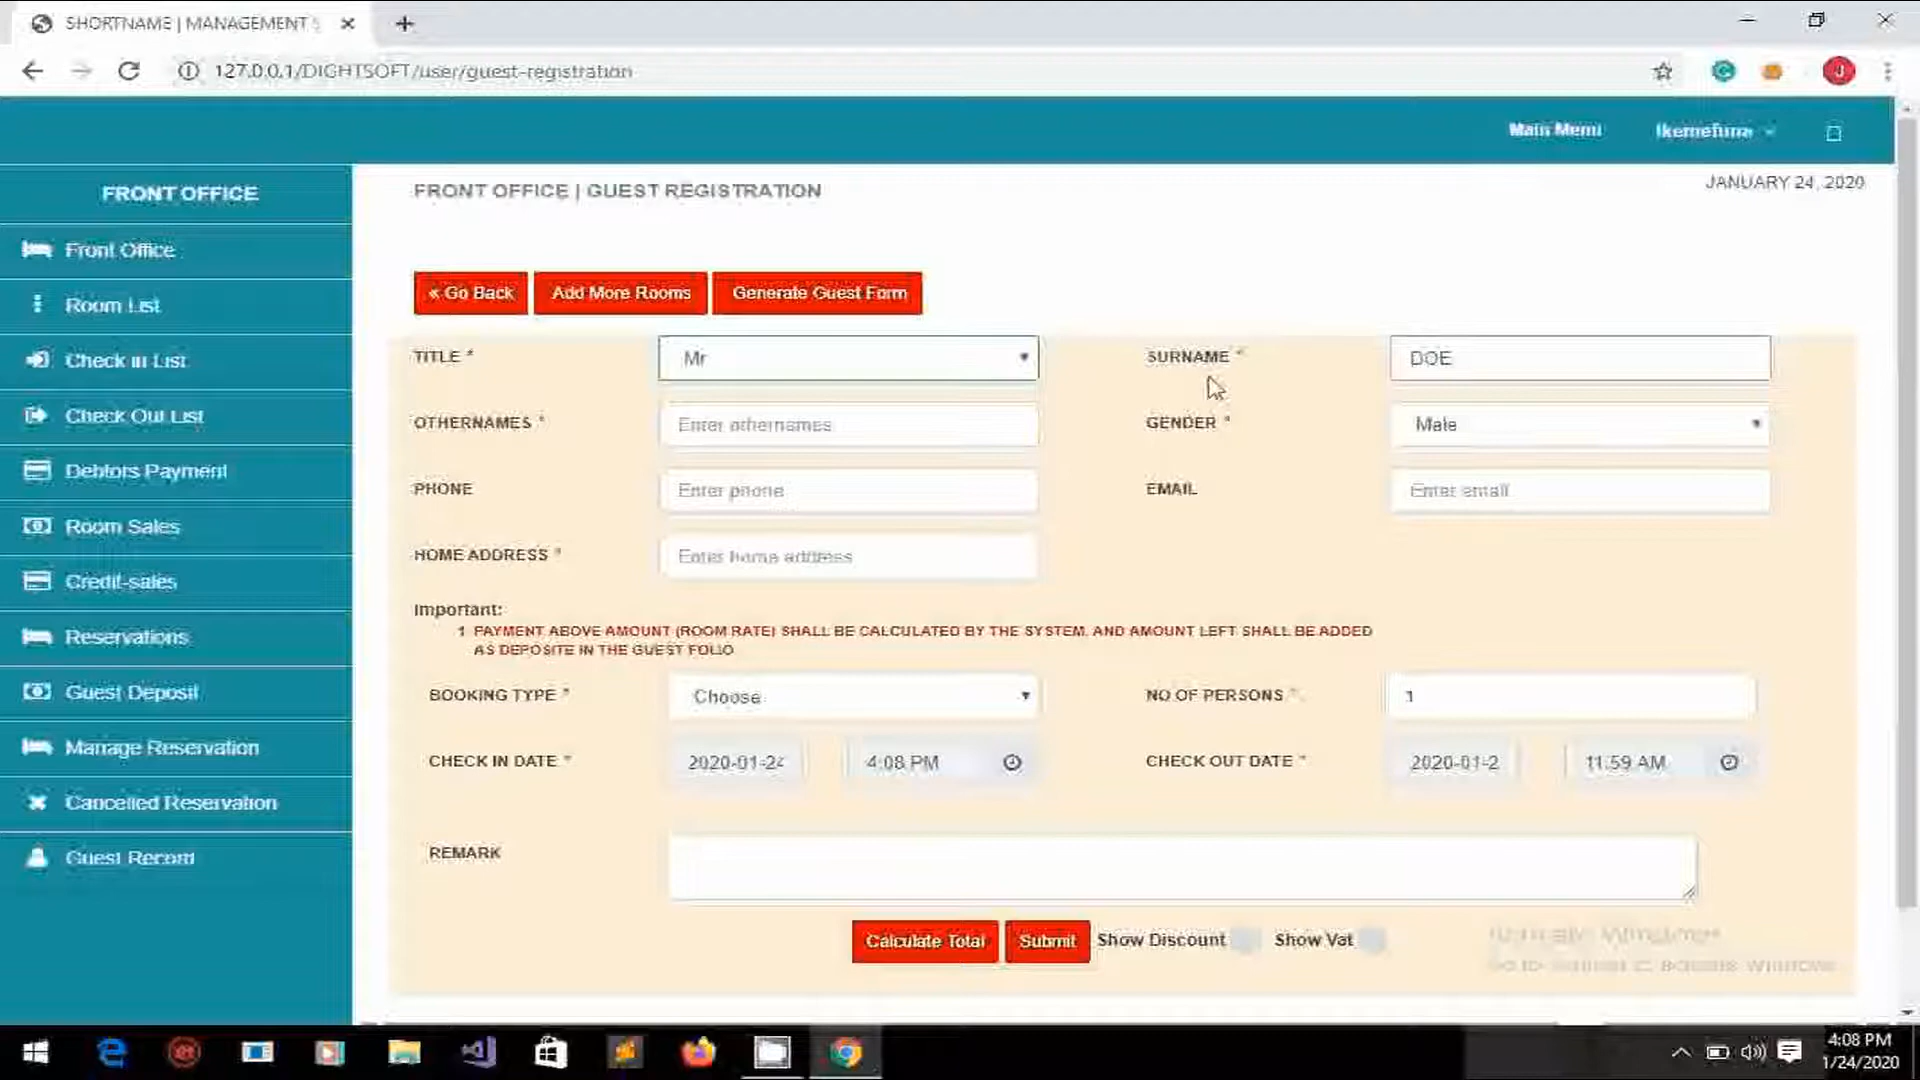 SHORTNAME | MANAGEMENT S
127.0.0.1/DIGHTSOFT/user/guest-registration
J
Main Menu
Ikemefuna
FRONT OFFICE
FRONT OFFICE | GUEST REGISTRATION
JANUARY 24, 2020
Front Office
Room List
Check in List
Check Out List
Debtors Payment
Room Sales
Credit-sales
Reservations
Guest Deposit
Manage Reservation
Cancelled Reservation
Guest Record
« Go Back
Add More Rooms
Generate Guest Form
TITLE *
Mr
SURNAME *
DOE
OTHERNAMES *
Enter othernames
GENDER *
Male
PHONE
Enter phone
EMAIL
Enter email
HOME ADDRESS *
Enter home address
Important:
1 PAYMENT ABOVE AMOUNT (ROOM RATE) SHALL BE CALCULATED BY THE SYSTEM, AND AMOUNT LEFT SHALL BE ADDED
AS DEPOSITE IN THE GUEST FOLIO
BOOKING TYPE *
Choose
NO OF PERSONS *
1
CHECK IN DATE *
2020-01-24
4:08 PM
CHECK OUT DATE *
2020-01-2
11:59 AM
REMARK
Calculate Total
Submit
Show Discount
Show Vat
4:08 PM
1/24/2020